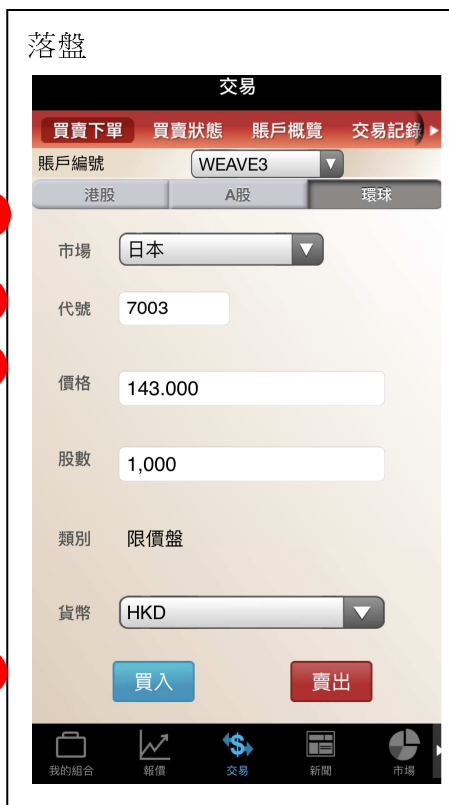 落盤
交易
買賣下單 買賣狀態 賬戶概覽 交易記錄
賬戶編號 WEAVE3
港股 A股 環球
市場 日本
代號 7003
價格 143.000
股數 1,000
類別 限價盤
貨幣 HKD
買入 賣出
我的組合 報價 交易 新聞 市場